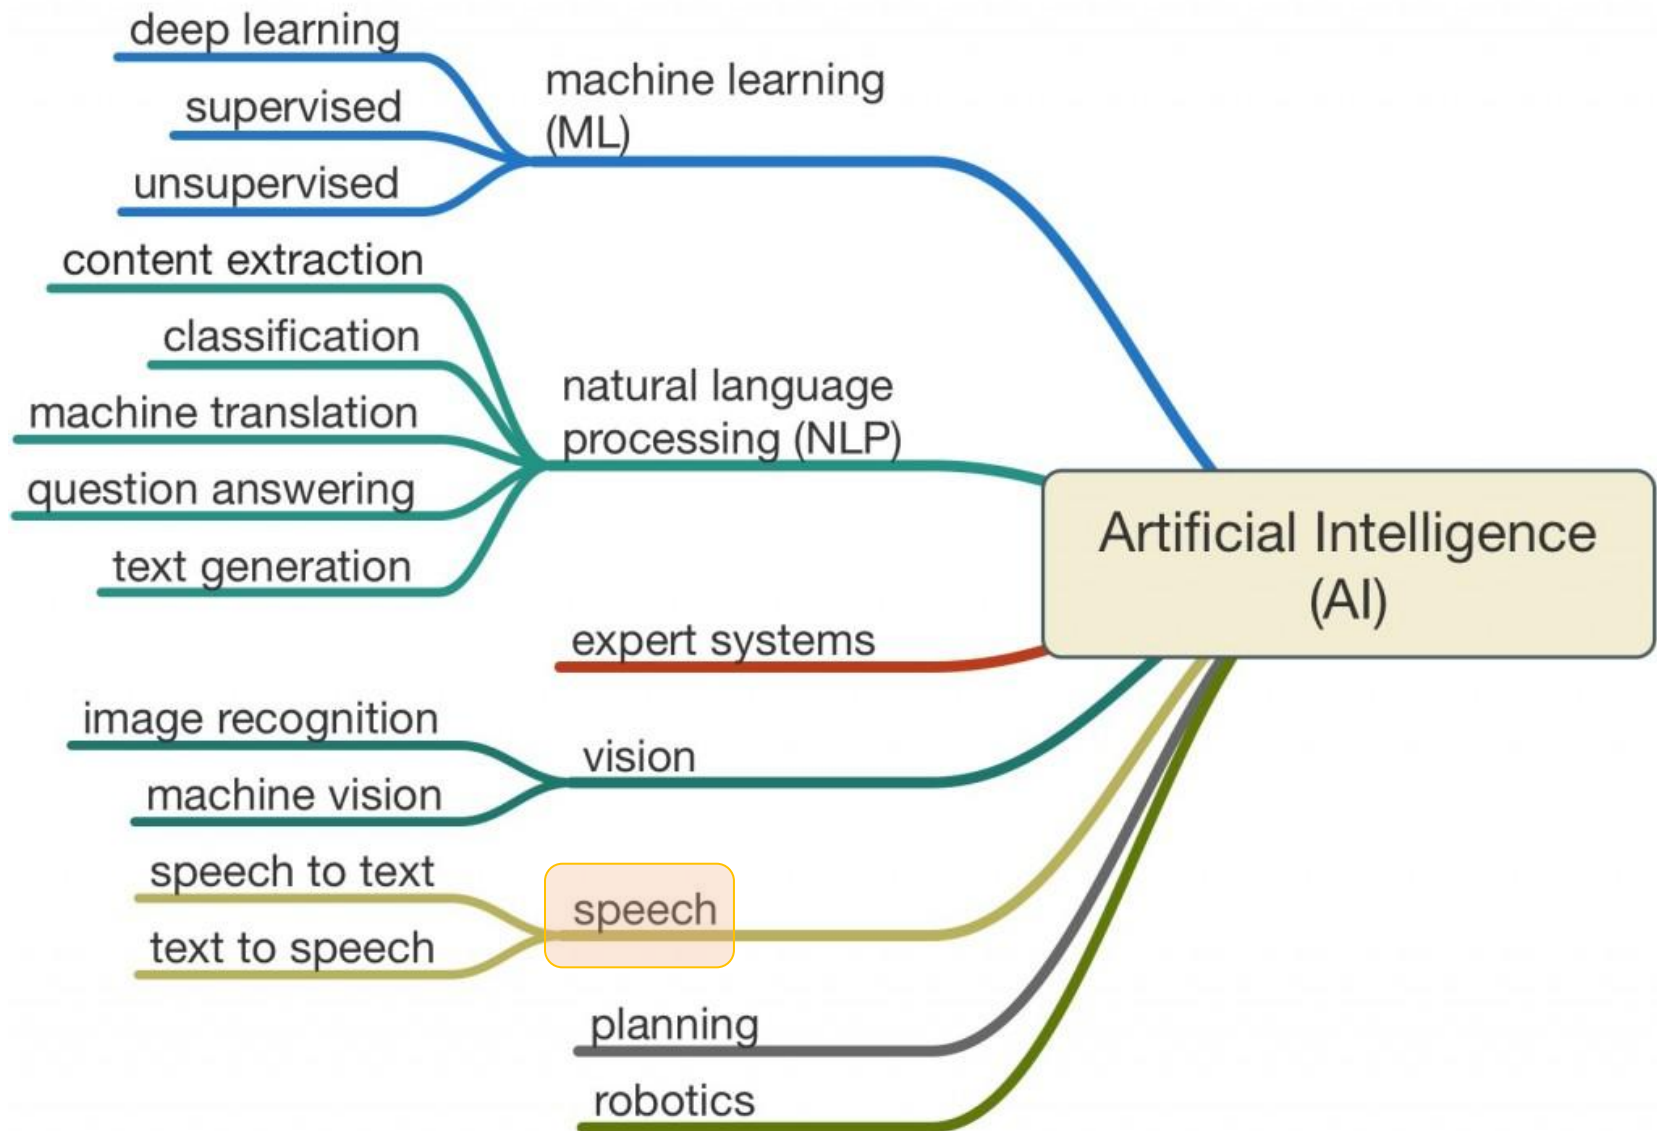 deep learning
supervised
unsupervised
machine learning
(ML)
content extraction
classification
machine translation
question answering
text generation
natural language
processing (NLP)
expert systems
image recognition
machine vision
vision
speech to text
text to speech
speech
planning
robotics
Artificial Intelligence
(AI)